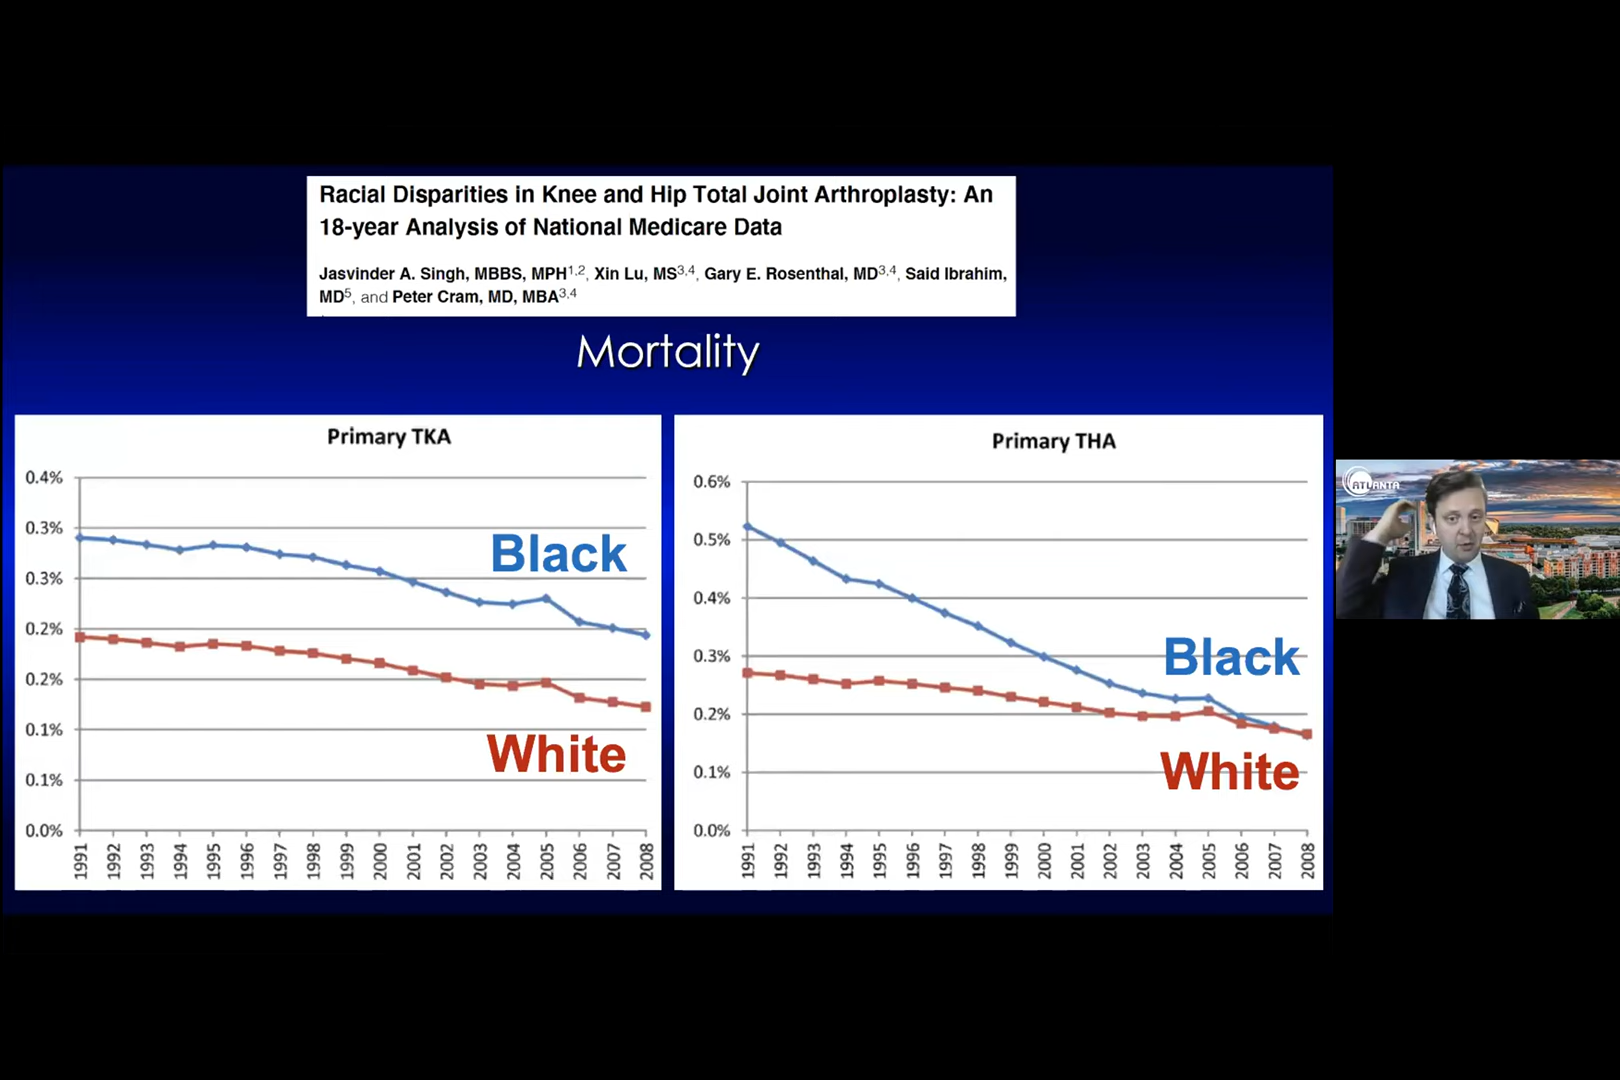 Racial Disparities in Knee and Hip Total Joint Arthroplasty: An
18-year Analysis of National Medicare Data
Jasvinder A. Singh, MBBS, MPH1,2, Xin Lu, MS3,4, Gary E. Rosenthal, MD3,4, Said Ibrahim,
MD5, and Peter Cram, MD, MBA3,4
Mortality
Primary TKA
0.4%
0.3%
0.3%
0.2%
0.2%
0.1%
0.1%
0.0%
Black
White
1991 1992 1993 1994 1995 1996 1997 1998 1999 2000 2001 2002 2003 2004 2005 2006 2007 2008
Primary THA
0.6%
0.5%
0.4%
0.3%
0.2%
0.1%
0.0%
Black
White
1991 1992 1993 1994 1995 1996 1997 1998 1999 2000 2001 2002 2003 2004 2005 2006 2007 2008
ATLANTA